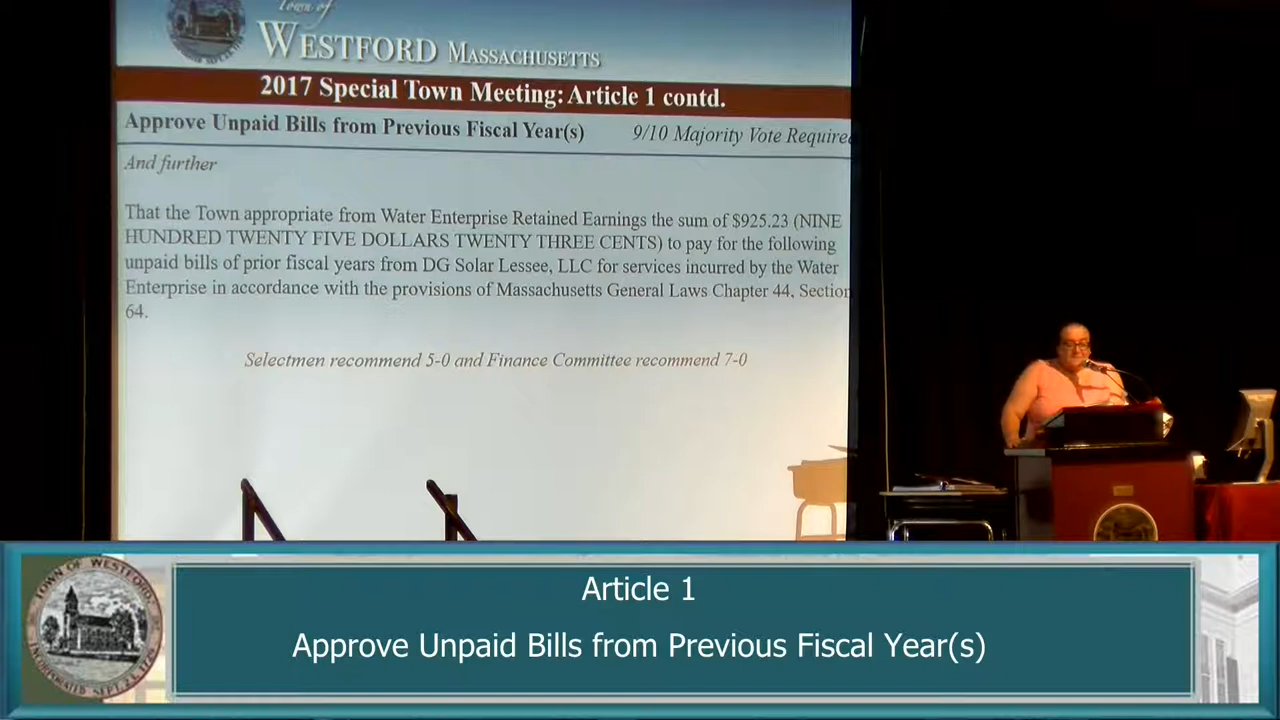 Town of
WESTFORD MASSACHUSETTS
2017 Special Town Meeting: Article 1 contd.
Approve Unpaid Bills from Previous Fiscal Year(s) 9/10 Majority Vote Required
And further
That the Town appropriate from Water Enterprise Retained Earnings the sum of $925.23 (NINE
HUNDRED TWENTY FIVE DOLLARS TWENTY THREE CENTS) to pay for the following
unpaid bills of prior fiscal years from DG Solar Lessee, LLC for services incurred by the Water
Enterprise in accordance with the provisions of Massachusetts General Laws Chapter 44, Section
64.
Selectmen recommend 5-0 and Finance Committee recommend 7-0
TOWN OF WESTFORD
INCORPORATED SEPT. 23,
Article 1
Approve Unpaid Bills from Previous Fiscal Year(s)